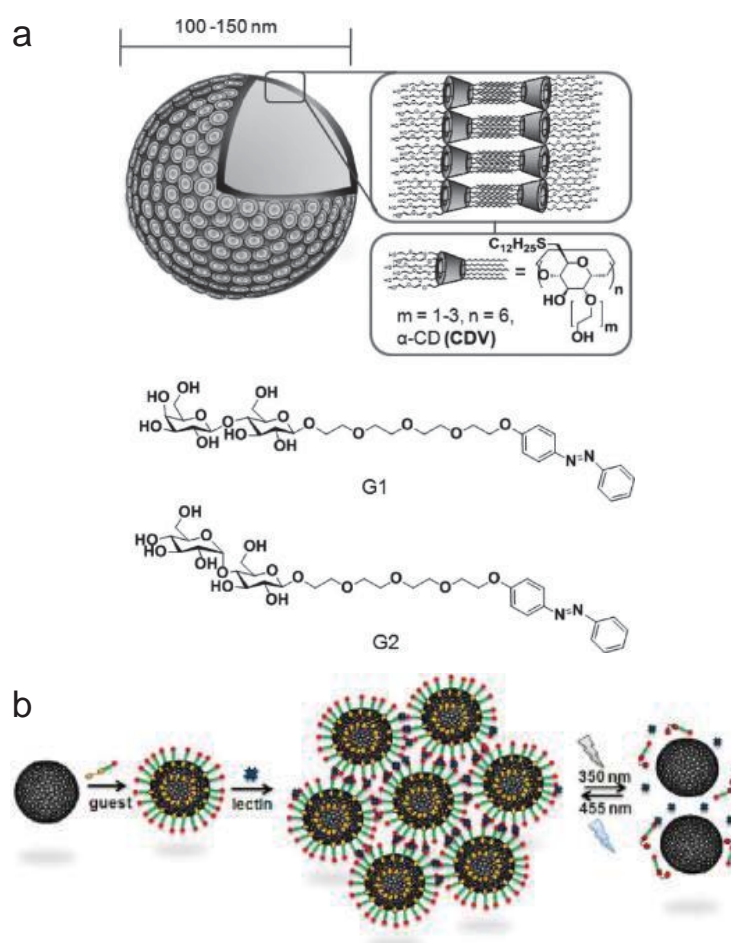 a
100-150 nm
C12H25S
O
O
HO
O
n
m
OH
=
m = 1-3, n = 6,
α-CD (CDV)
OH
HO
O
HO
OH
O
OH
O
HO
OH
O
O
O
O
O
N=N
G1
OH
HO
HO
O
OH
O
OH
O
HO
OH
O
O
O
O
O
N=N
G2
b
guest
lectin
350 nm
455 nm